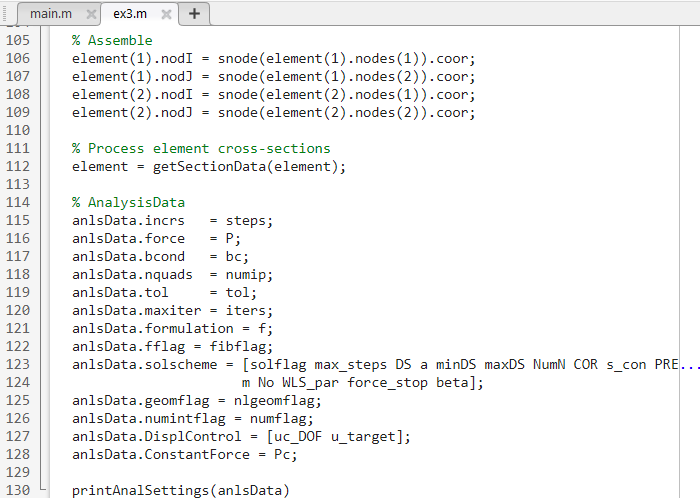 main.m ex3.m +
105 % Assemble
106 element(1).nodI = snode(element(1).nodes(1)).coor;
107 element(1).nodJ = snode(element(1).nodes(2)).coor;
108 element(2).nodI = snode(element(2).nodes(1)).coor;
109 element(2).nodJ = snode(element(2).nodes(2)).coor;
110
111 % Process element cross-sections
112 element = getSectionData(element);
113
114 % AnalysisData
115 anlsData.incrs   = steps;
116 anlsData.force   = P;
117 anlsData.bcond   = bc;
118 anlsData.nquads  = numip;
119 anlsData.tol     = tol;
120 anlsData.maxiter = iters;
121 anlsData.formulation = f;
122 anlsData.fflag = fibflag;
123 anlsData.solscheme = [solflag max_steps DS a minDS maxDS NumN COR s_con PRE...
124                      m No WLS_par force_stop beta];
125 anlsData.geomflag = nlgeomflag;
126 anlsData.numintflag = numflag;
127 anlsData.DisplControl = [uc_DOF u_target];
128 anlsData.ConstantForce = Pc;
129
130 printAnalSettings(anlsData)